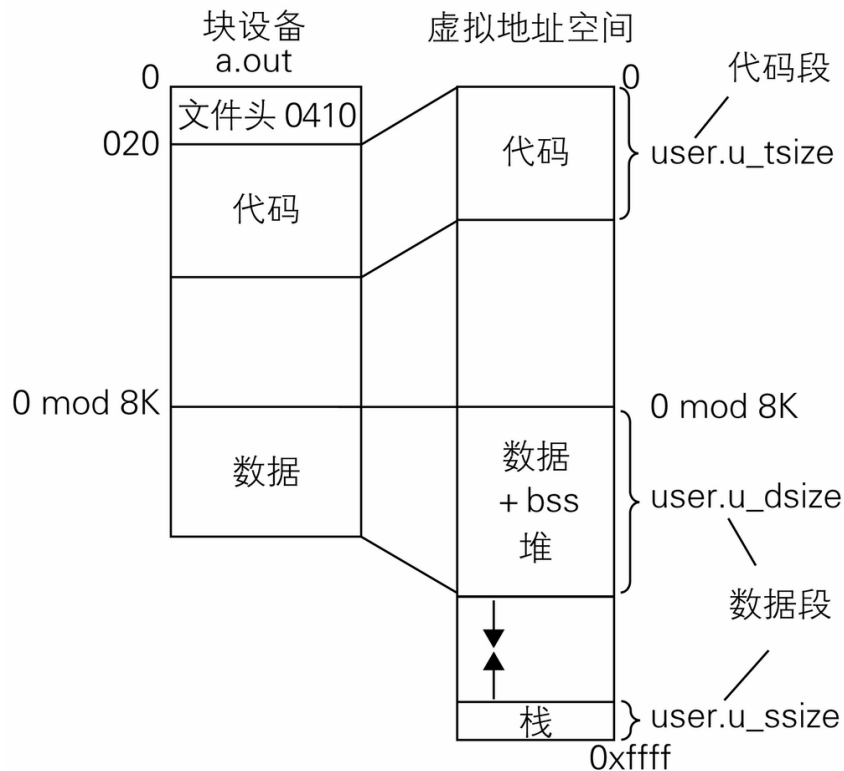 块设备
a.out
虚拟地址空间
0
0
代码段
文件头 0410
020
代码
user.u_tsize
代码
0 mod 8K
0 mod 8K
数据
数据
+ bss
堆
user.u_dsize
数据段
栈
user.u_ssize
0xffff